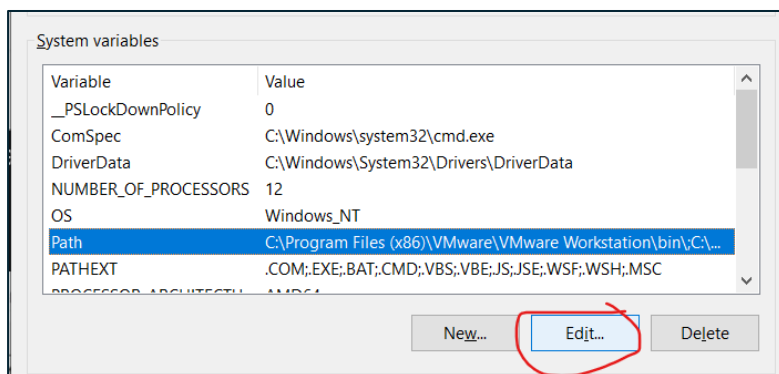 System variables
Variable Value
__PSLockDownPolicy 0
ComSpec C:\Windows\system32\cmd.exe
DriverData C:\Windows\System32\Drivers\DriverData
NUMBER_OF_PROCESSORS 12
OS Windows_NT
Path C:\Program Files (x86)\VMware\VMware Workstation\bin\;C:\...
PATHEXT .COM;.EXE;.BAT;.CMD;.VBS;.VBE;.JS;.JSE;.WSF;.WSH;.MSC
PROCESSOR_ARCHITECTU AMD64
New... Edit... Delete